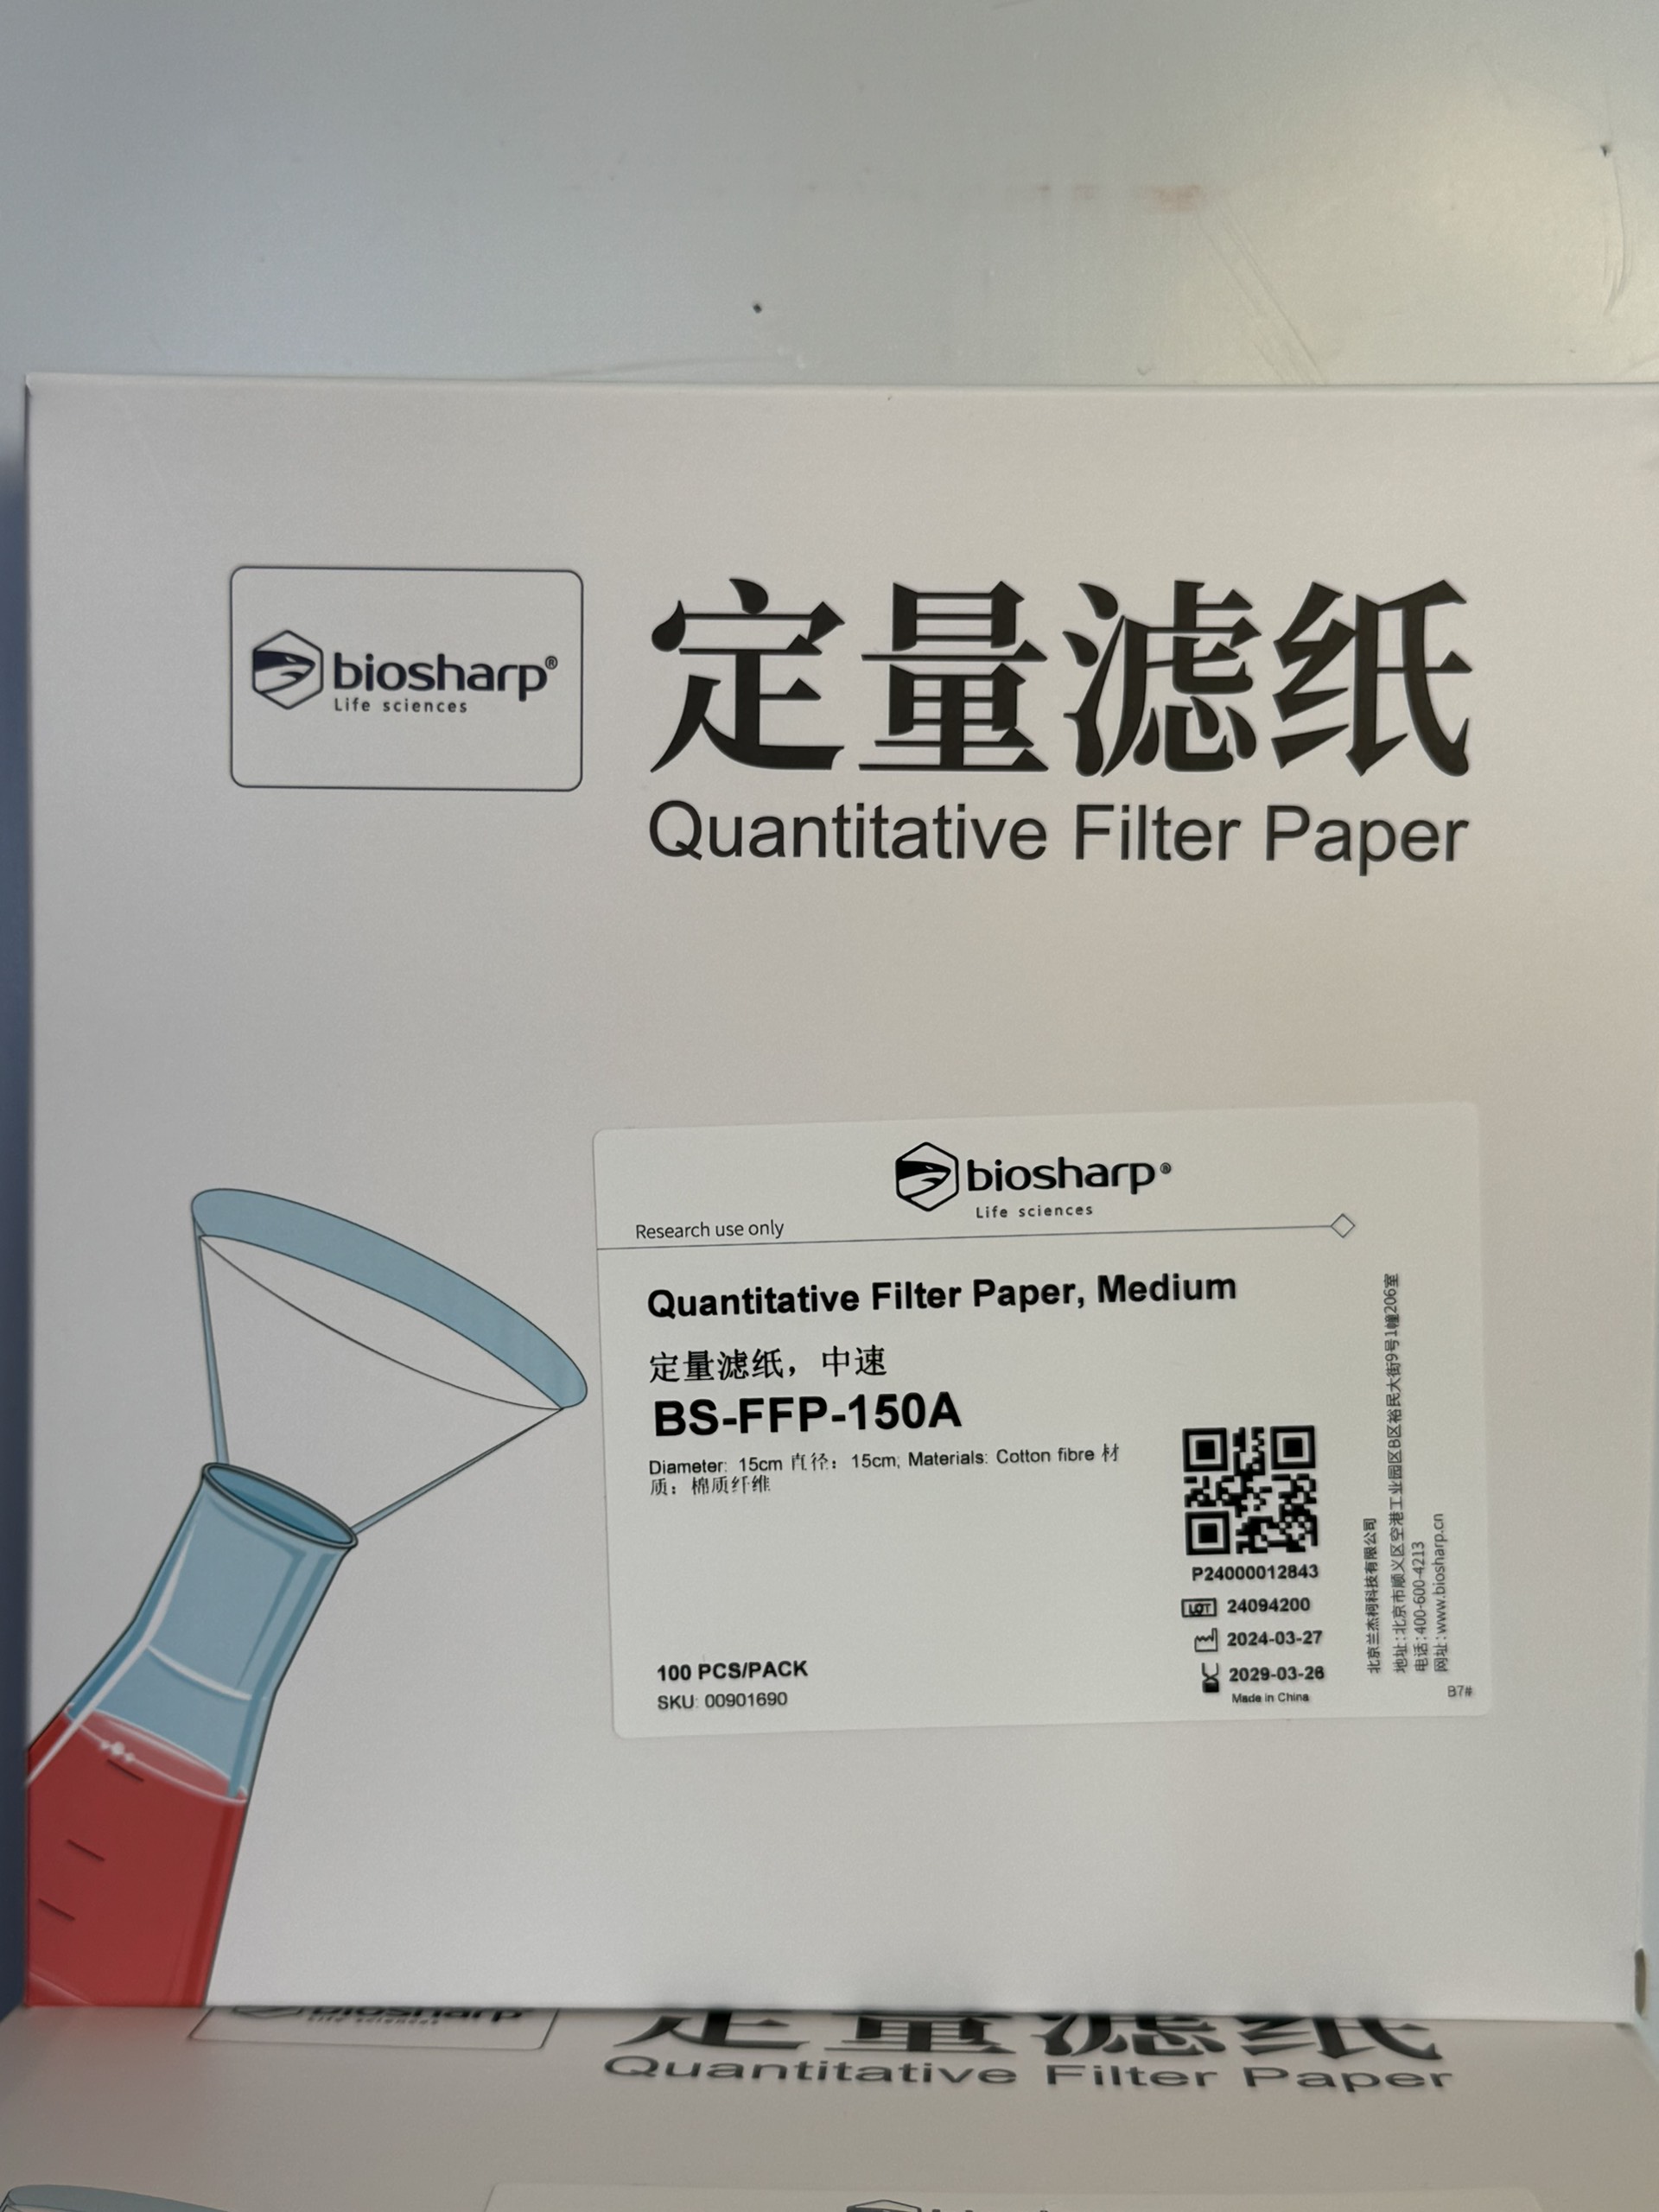 biosharp®
Life sciences
定量滤纸
Quantitative Filter Paper
biosharp®
Life sciences
Research use only
Quantitative Filter Paper, Medium
定量滤纸，中速
BS-FFP-150A
Diameter: 15cm 直径：15cm; Materials: Cotton fibre 材
质：棉质纤维
P24000012843
LOT 24094200
2024-03-27
2029-03-26
Made in China
100 PCS/PACK
SKU: 00901690
北京兰杰柯科技有限公司
地址:北京市顺义区空港工业园区B区裕民大街9号1幢206室
电话:400-600-4213
网址:www.biosharp.cn
B7#
biosharp
Life sciences
定量滤纸
Quantitative Filter Paper